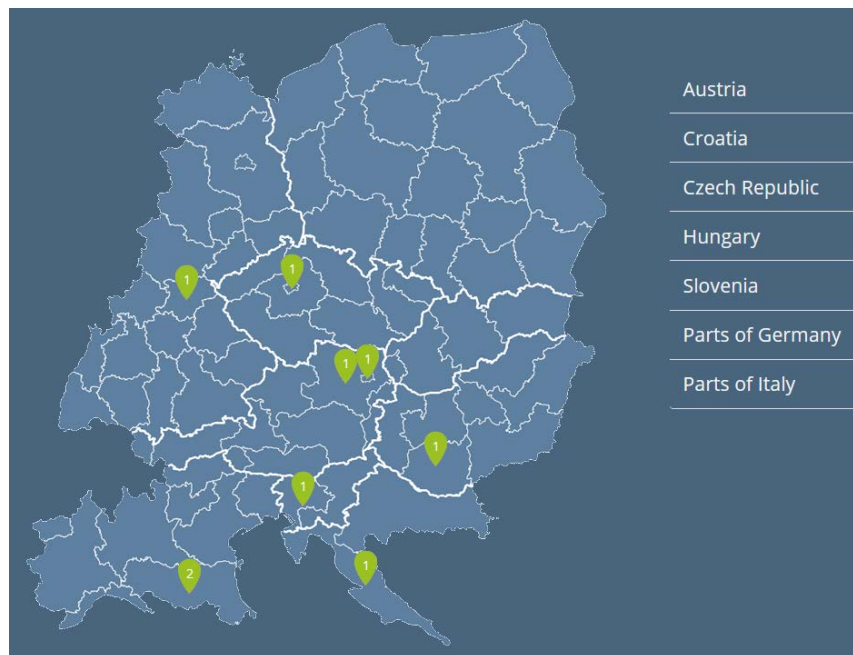 Austria
Croatia
Czech Republic
Hungary
Slovenia
Parts of Germany
Parts of Italy
1
1
1
1
1
1
2
1